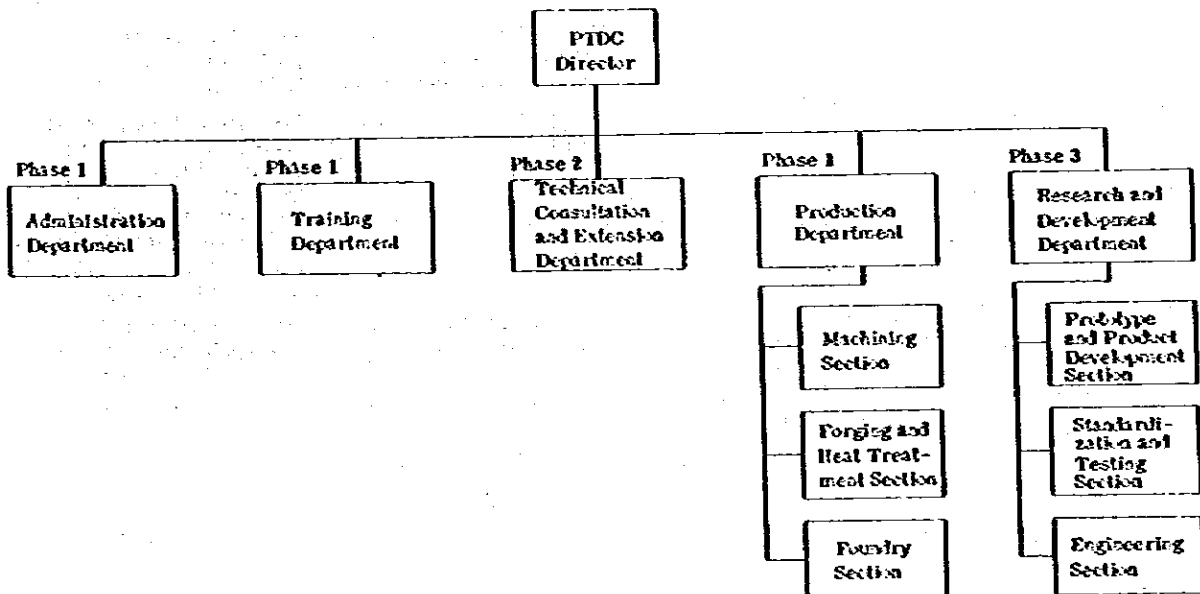 PTDC
Director
Phase 1
Administration
Department
Phase 1
Training
Department
Phase 2
Technical
Consultation
and Extension
Department
Phase
Production
Department
Machining
Section
Forging and
Heat Treat-
ment Section
Foundry
Section
Phase 3
Research and
Development
Department
Prototype
and Product
Development
Section
Standardi-
zation and
Testing
Section
Engineering
Section